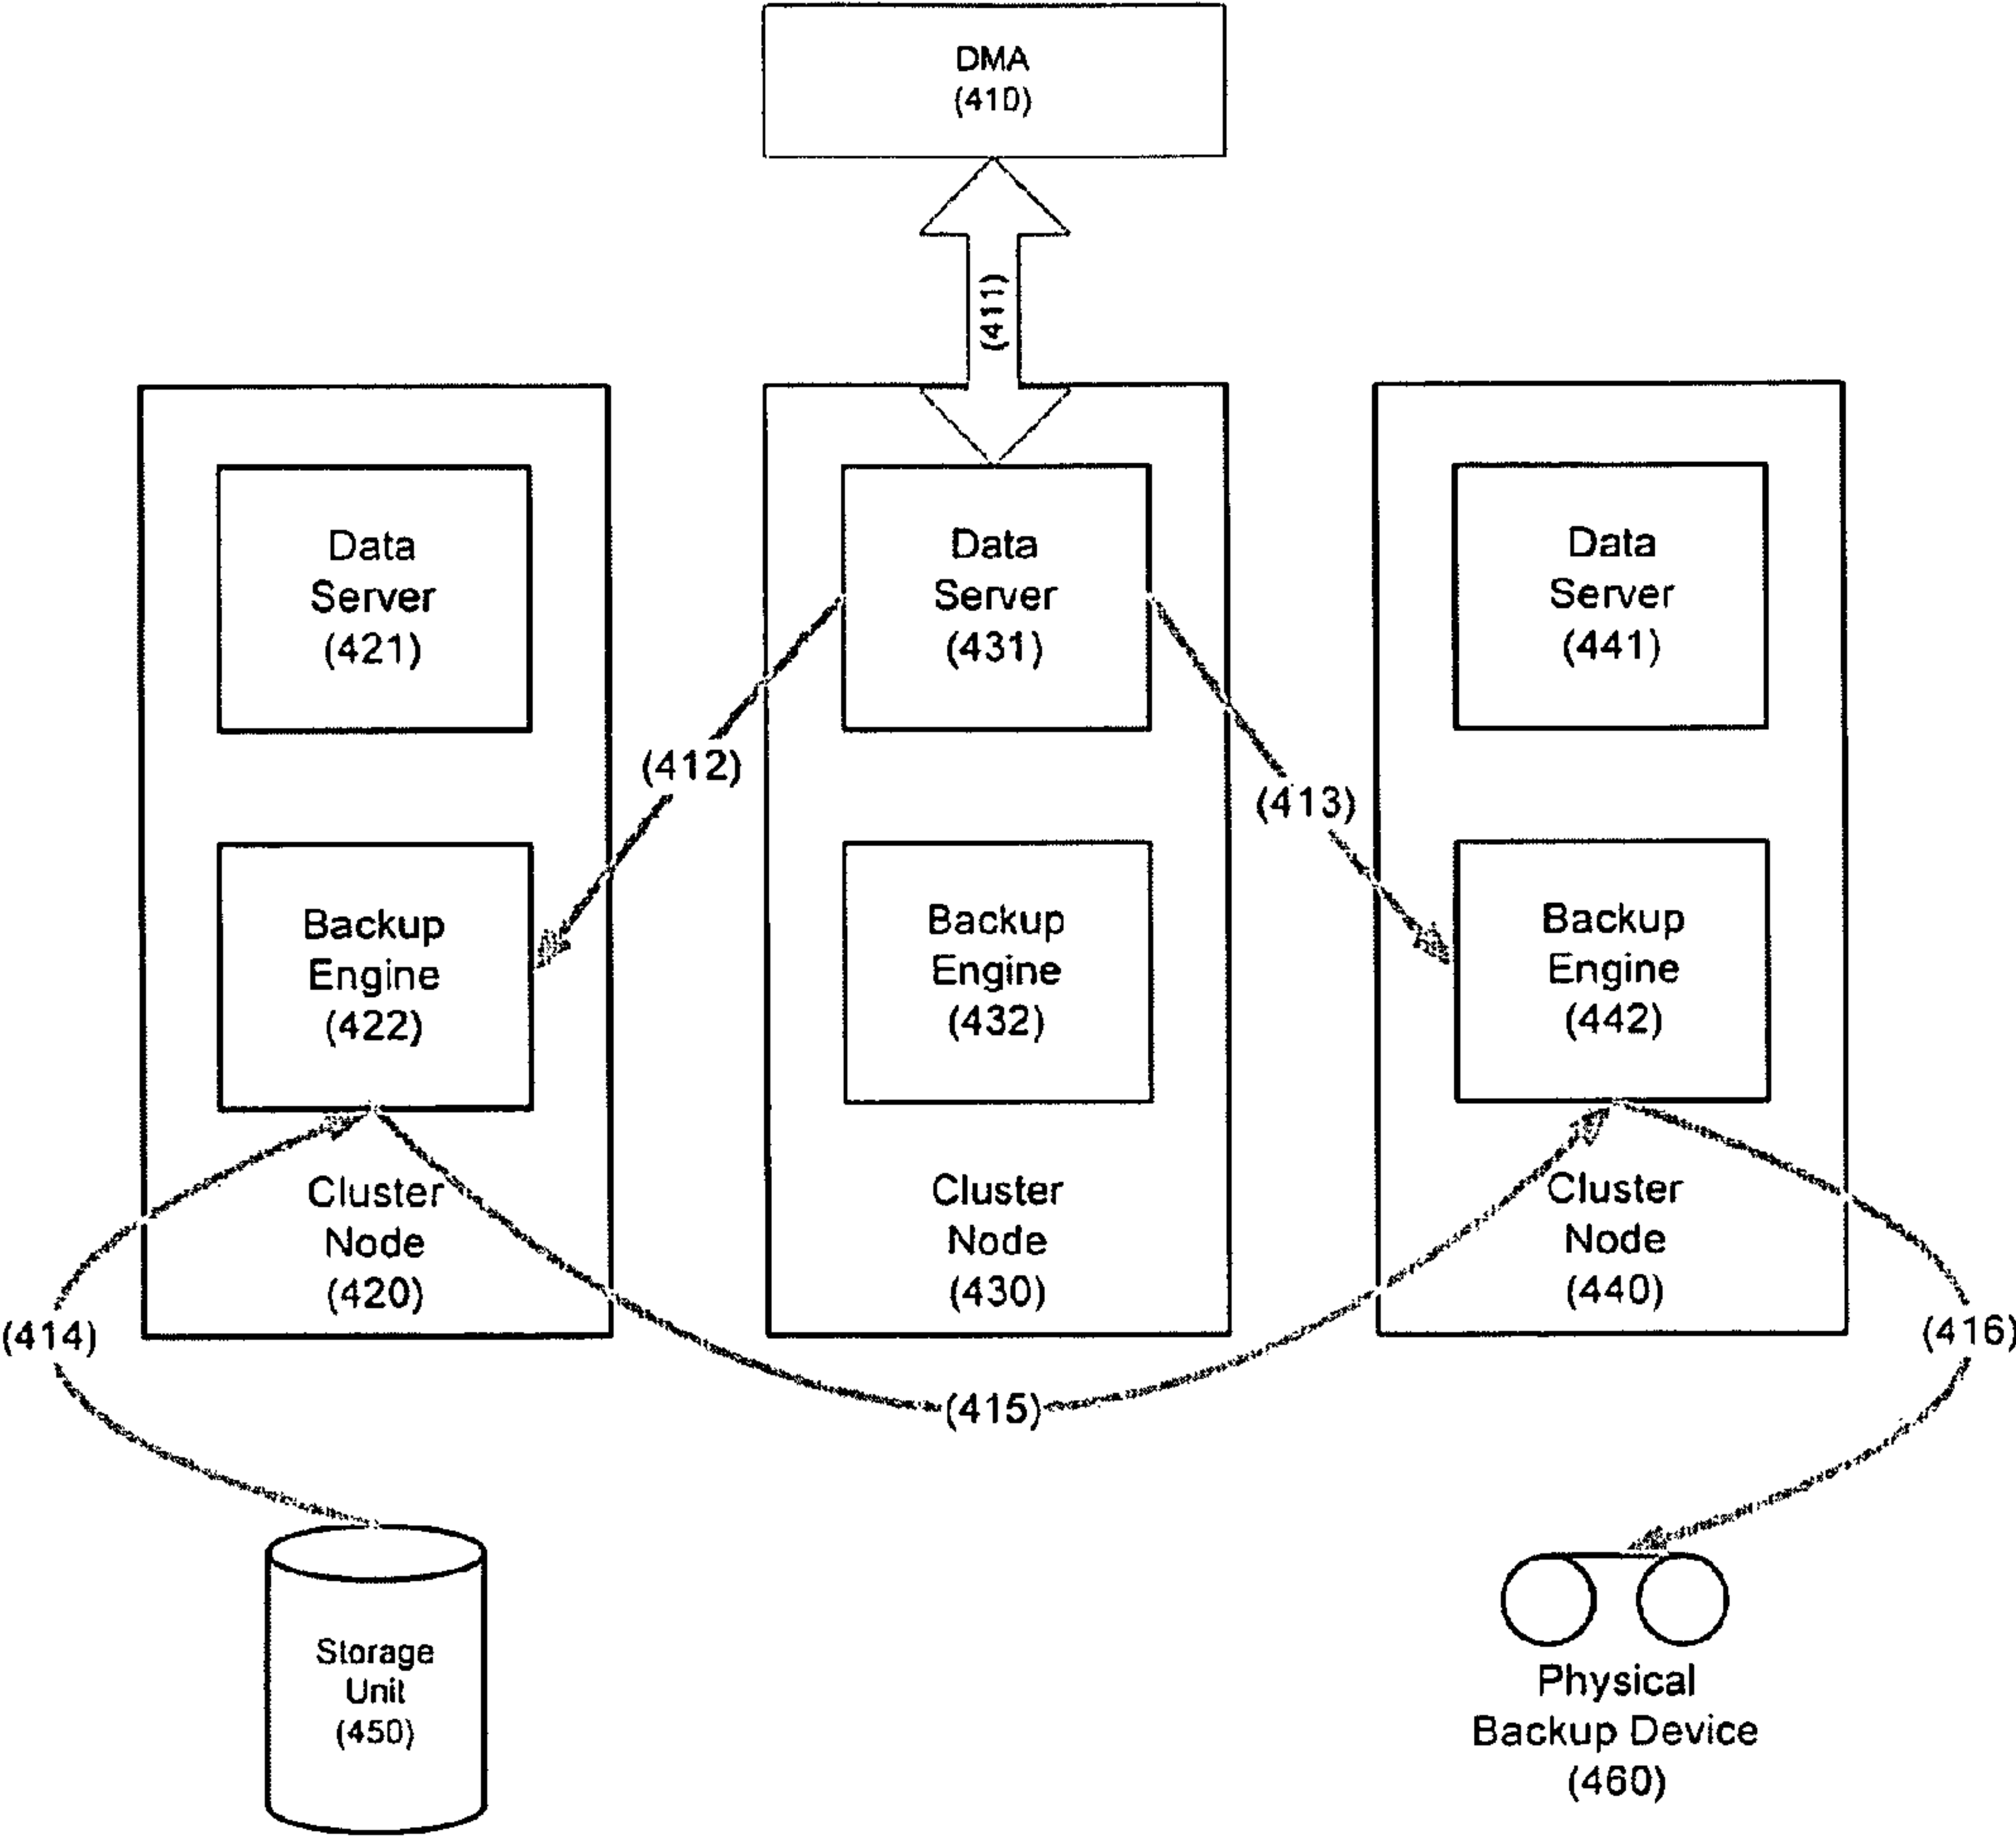 DMA
(410)
(411)
Data
Server
(421)
Data
Server
(431)
Data
Server
(441)
(412)
(413)
Backup
Engine
(422)
Backup
Engine
(432)
Backup
Engine
(442)
Cluster
Node
(420)
Cluster
Node
(430)
Cluster
Node
(440)
(414)
(415)
(416)
Storage
Unit
(450)
Physical
Backup Device
(460)